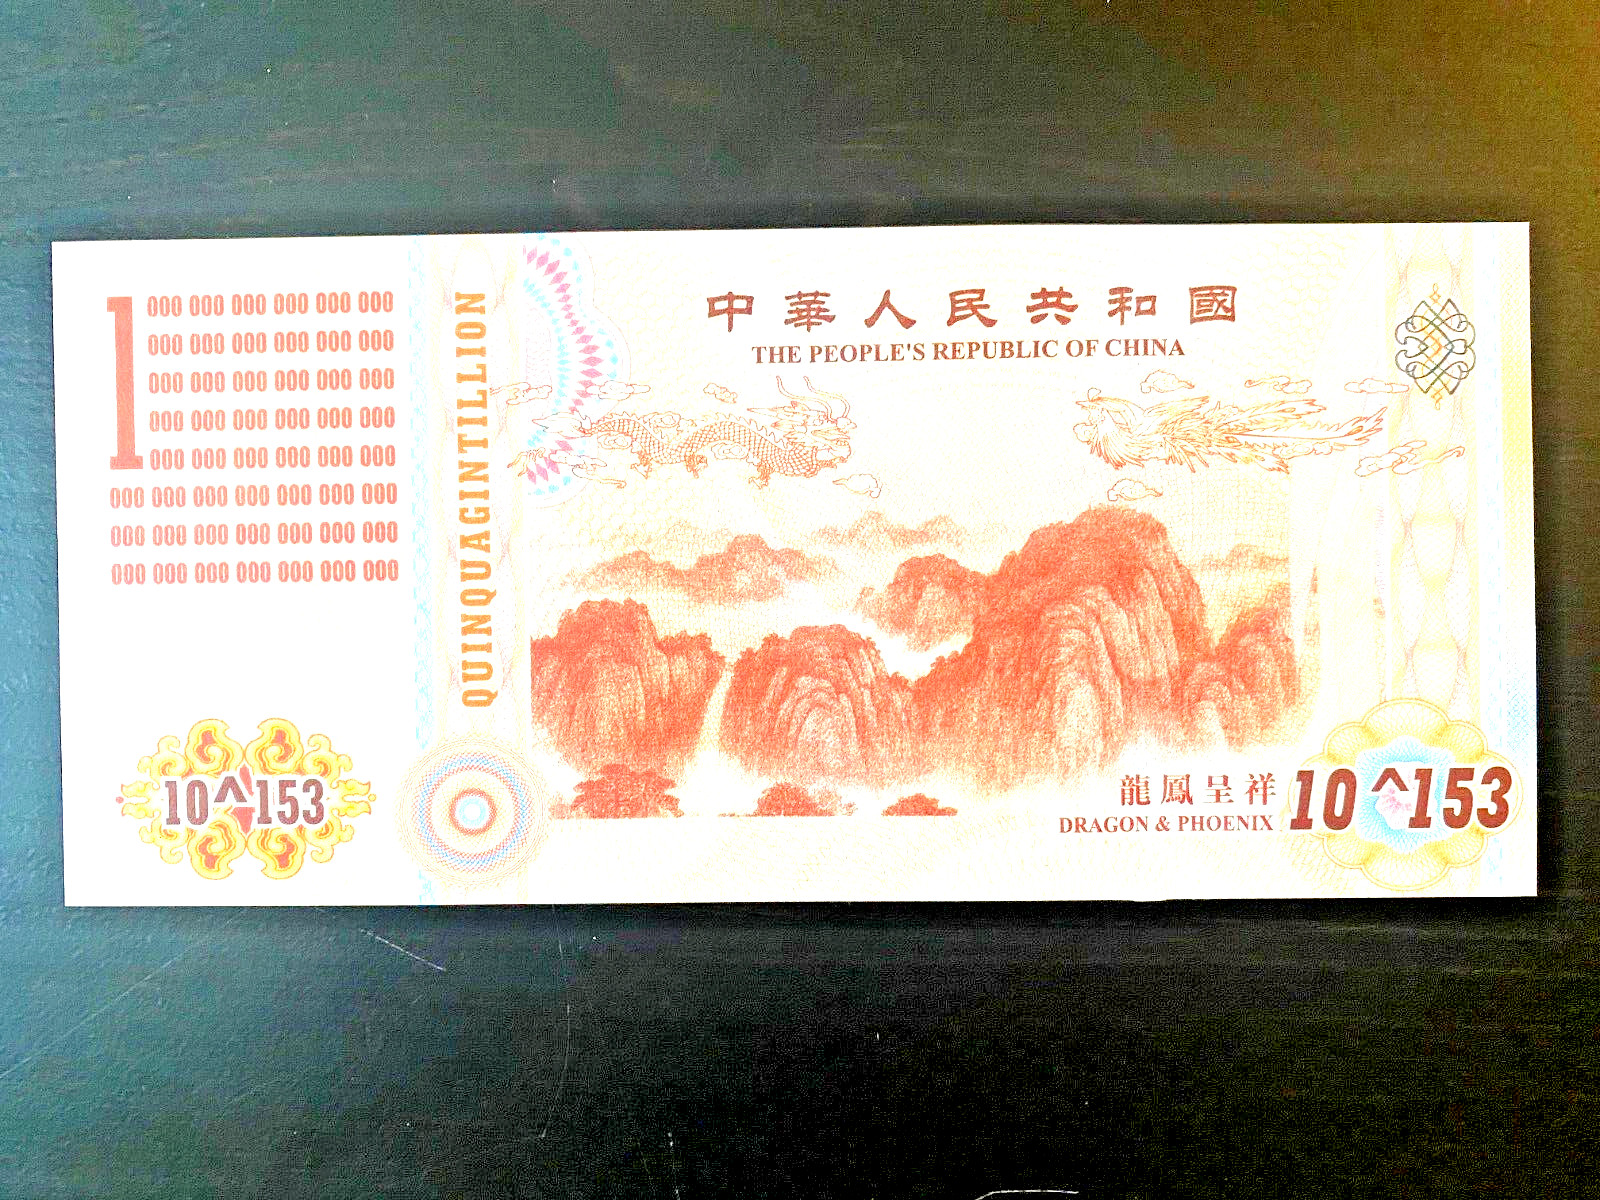 1 000 000 000 000 000 000
000 000 000 000 000 000
000 000 000 000 000 000
000 000 000 000 000 000
000 000 000 000 000 000
000 000 000 000 000 000 000
000 000 000 000 000 000 000
000 000 000 000 000 000 000
10^153
QUINQUAGINTILLION
中華人民共和國
THE PEOPLE'S REPUBLIC OF CHINA
龍鳳呈祥
DRAGON & PHOENIX
10^153